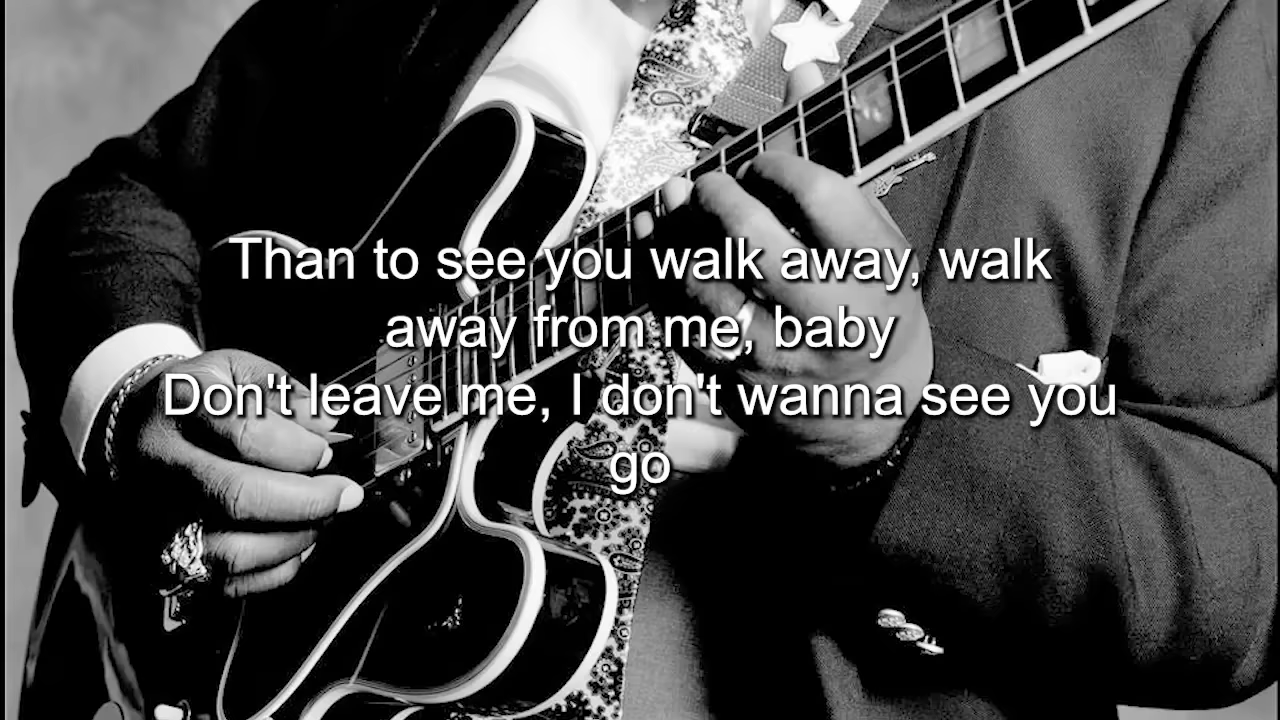 Than to see you walk away, walk
away from me, baby
Don't leave me, I don't wanna see you
go